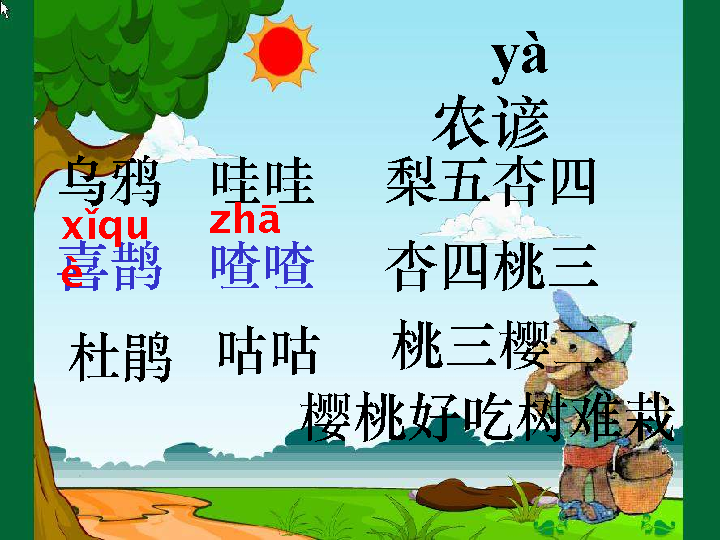 yà
农谚
乌鸦 哇哇 梨五杏四
xǐquè zhā
喜鹊 喳喳 杏四桃三
杜鹃 咕咕 桃三樱二
樱桃好吃树难栽